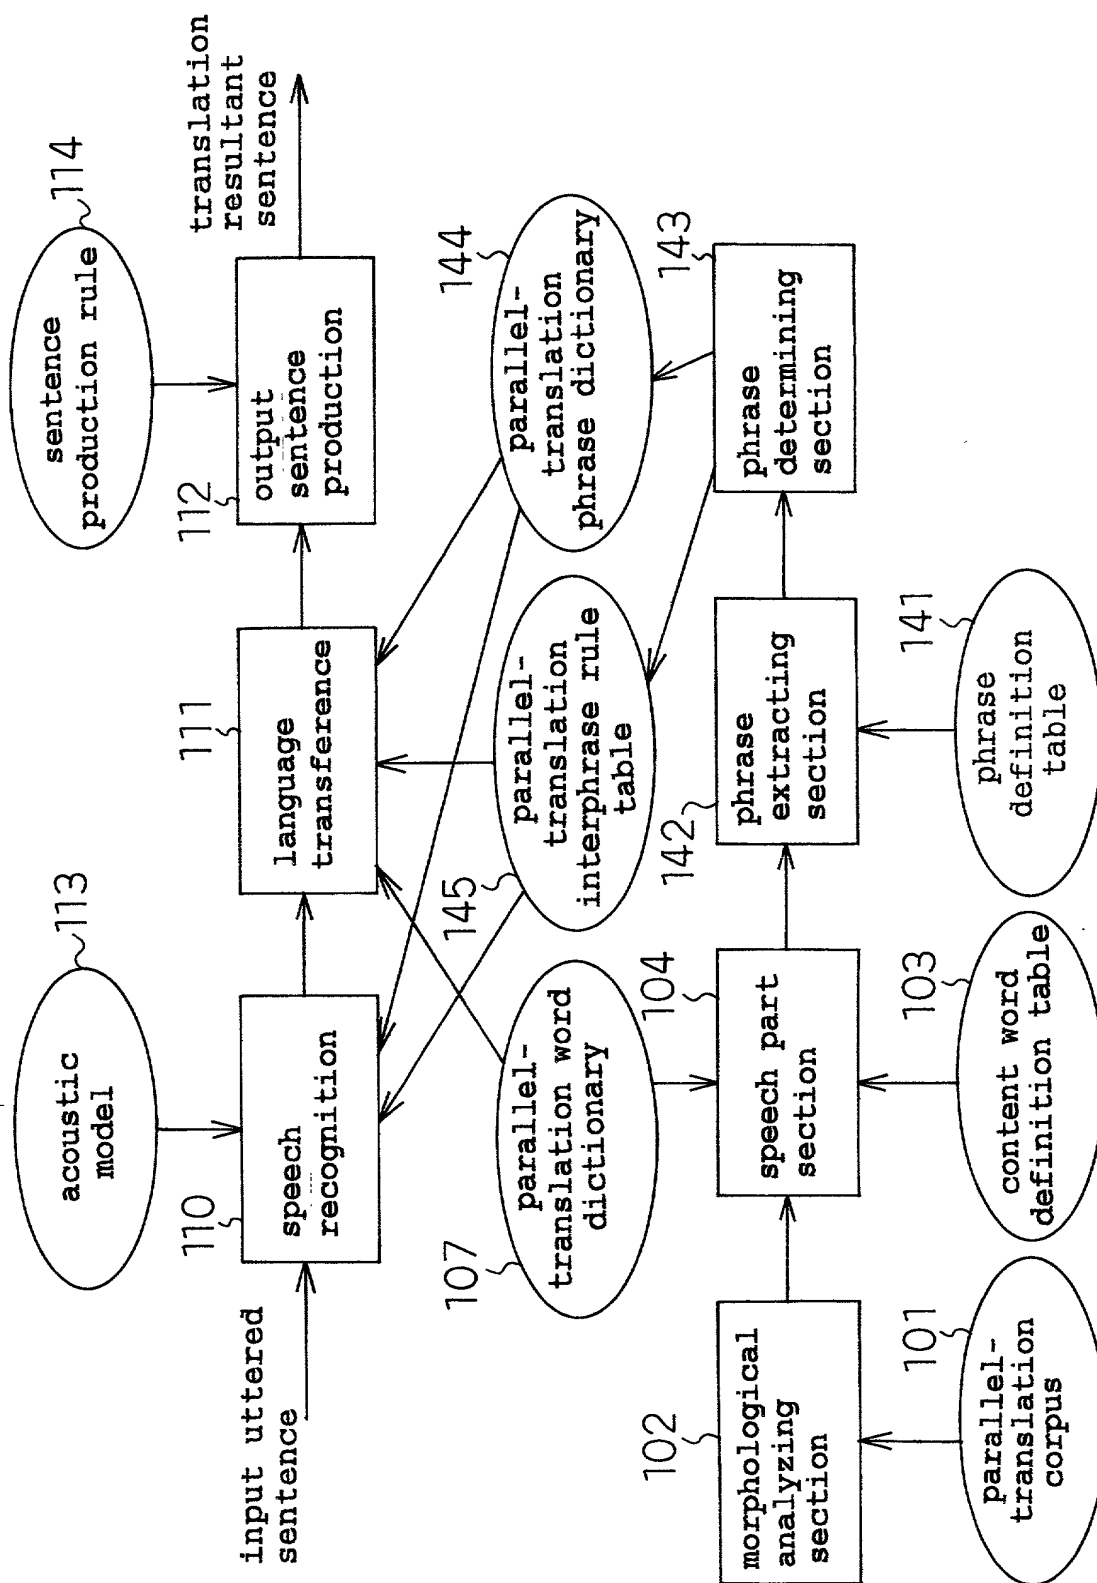 acoustic
model
113
sentence
production rule
114
input uttered
sentence
110
speech
recognition
111
language
transference
112
output
sentence
production
translation
resultant
sentence
107
parallel-
translation word
dictionary
145
parallel-
translation
interphrase rule
table
144
parallel-
translation
phrase dictionary
102
morphological
analyzing
section
104
speech part
section
142
phrase
extracting
section
143
phrase
determining
section
101
parallel-
translation
corpus
103
content word
definition table
141
phrase
definition
table